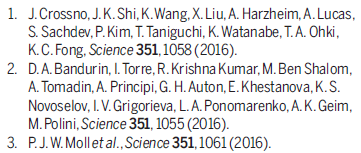 1. J. Crossno, J. K. Shi, K. Wang, X. Liu, A. Harzheim, A. Lucas,
S. Sachdev, P. Kim, T. Taniguchi, K. Watanabe, T. A. Ohki,
K. C. Fong, Science 351, 1058 (2016).
2. D. A. Bandurin, I. Torre, R. Krishna Kumar, M. Ben Shalom,
A. Tomadin, A. Principi, G. H. Auton, E. Khestanova, K. S.
Novoselov, I. V. Grigorieva, L. A. Ponomarenko, A. K. Geim,
M. Polini, Science 351, 1055 (2016).
3. P. J. W. Moll et al., Science 351, 1061 (2016).